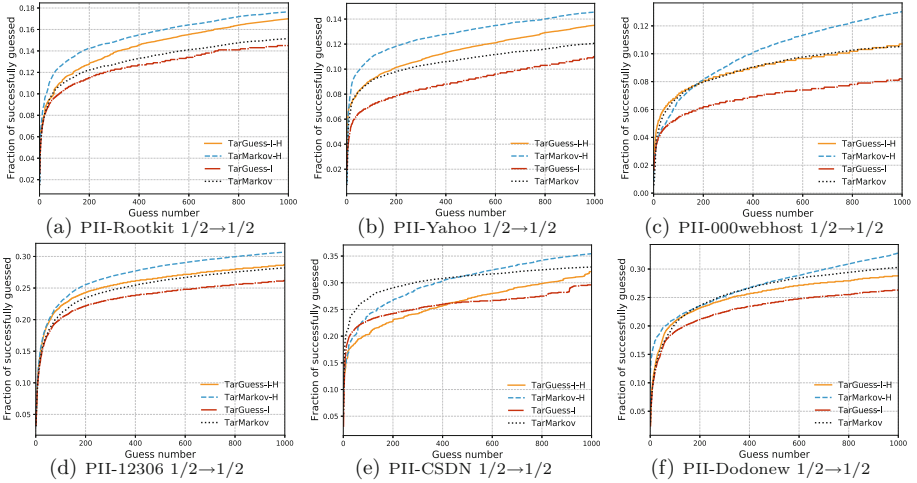 Fraction of successfully guessed
0.18
0.16
0.14
0.12
0.10
0.08
0.06
0.04
0.02
TarGuess-I-H
TarMarkov-H
TarGuess-I
TarMarkov
0 200 400 600 800 1000
Guess number
(a) PII-Rootkit 1/2→1/2
Fraction of successfully guessed
0.14
0.12
0.10
0.08
0.06
0.04
0.02
0.00
TarGuess-I-H
TarMarkov-H
TarGuess-I
TarMarkov
0 200 400 600 800 1000
Guess number
(b) PII-Yahoo 1/2→1/2
Fraction of successfully guessed
0.12
0.10
0.08
0.06
0.04
0.02
0.00
TarGuess-I-H
TarMarkov-H
TarGuess-I
TarMarkov
0 200 400 600 800 1000
Guess number
(c) PII-000webhost 1/2→1/2
Fraction of successfully guessed
0.30
0.25
0.20
0.15
0.10
0.05
TarGuess-I-H
TarMarkov-H
TarGuess-I
TarMarkov
0 200 400 600 800 1000
Guess number
(d) PII-12306 1/2→1/2
Fraction of successfully guessed
0.35
0.30
0.25
0.20
0.15
0.10
0.05
TarGuess-I-H
TarMarkov-H
TarGuess-I
TarMarkov
0 200 400 600 800 1000
Guess number
(e) PII-CSDN 1/2→1/2
Fraction of successfully guessed
0.30
0.25
0.20
0.15
0.10
0.05
TarGuess-I-H
TarMarkov-H
TarGuess-I
TarMarkov
0 200 400 600 800 1000
Guess number
(f) PII-Dodonew 1/2→1/2